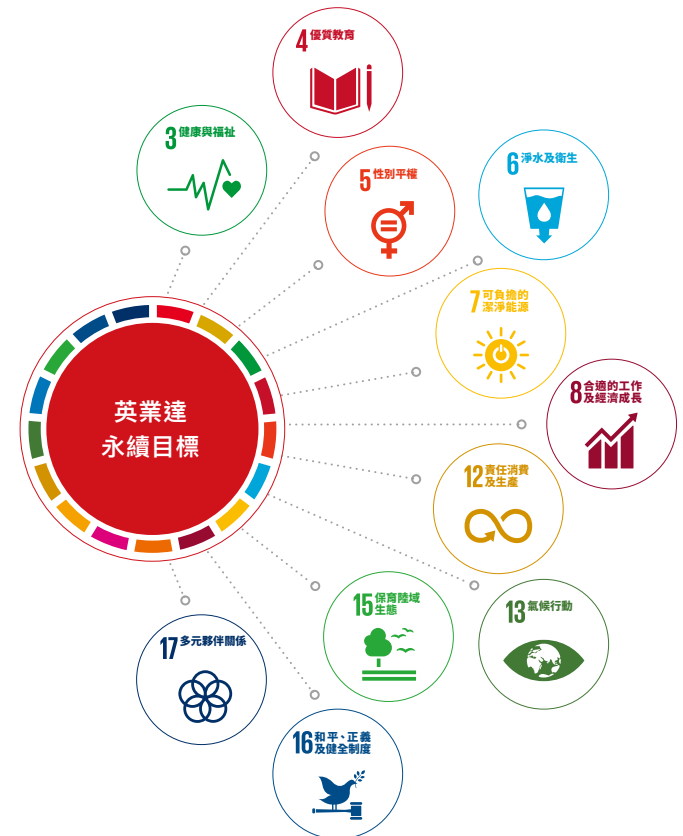 4 優質教育
3 健康與福祉
5 性別平權
6 淨水及衛生
7 可負擔的
潔淨能源
8 合適的工作
及經濟成長
英業達
永續目標
12 責任消費
及生產
13 氣候行動
15 保育陸域
生態
17 多元夥伴關係
16 和平、正義
及健全制度